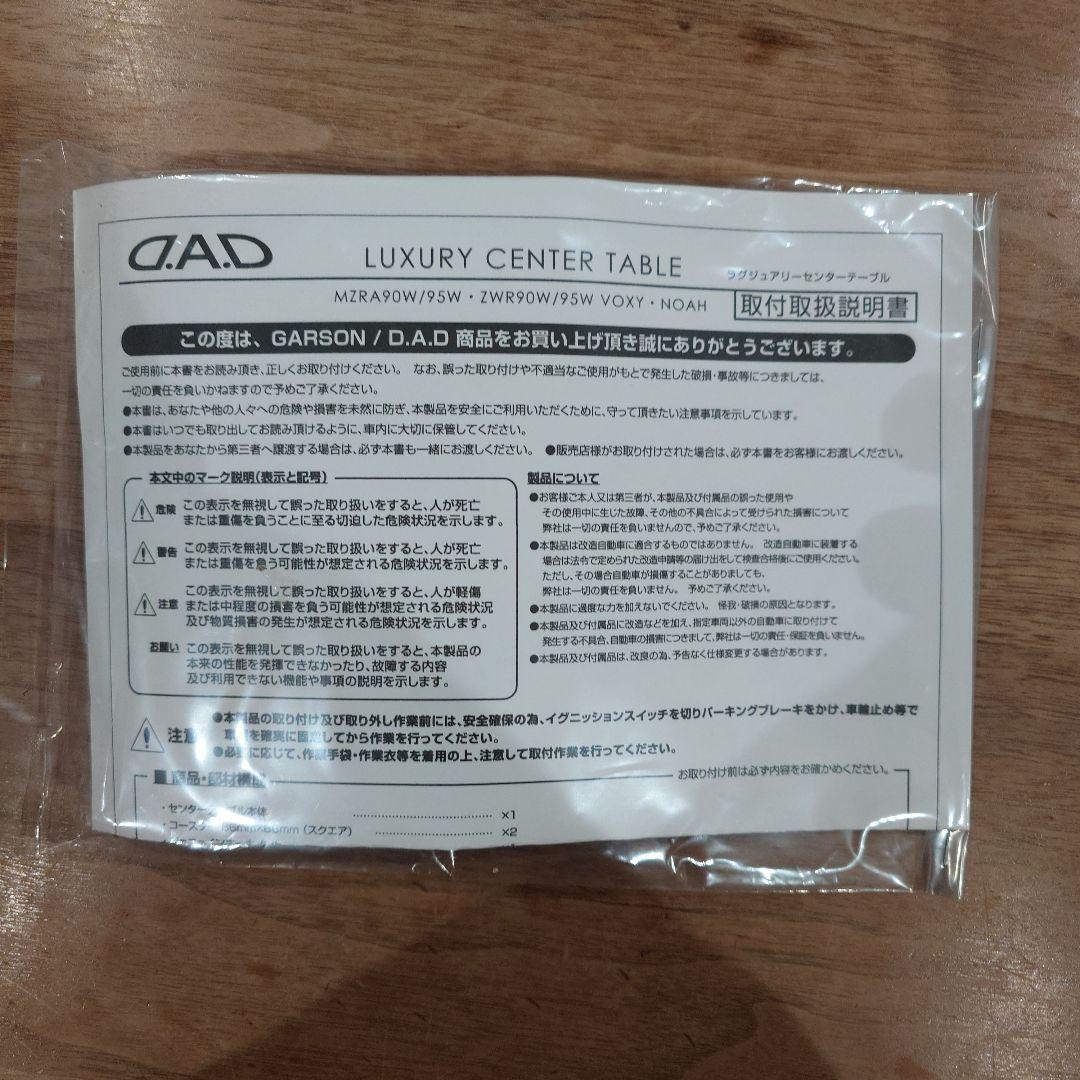 D.A.D
LUXURY CENTER TABLE
ラグジュアリーセンターテーブル
MZRA90W/95W・ZWR90W/95W VOXY・NOAH
取付取扱説明書
この度は、GARSON / D.A.D 商品をお買い上げ頂き誠にありがとうございます。
ご使用前に本書をお読み頂き、正しくお取り付けください。 なお、誤った取り付けや不適当なご使用がもとで発生した破損・事故等につきましては、
一切の責任を負いかねますので予めご了承ください。
●本書は、あなたや他の人々への危険や損害を未然に防ぎ、本製品を安全にご利用いただくために、守って頂きたい注意事項を示しています。
●本書はいつでも取り出してお読み頂けるように、車内に大切に保管してください。
●本製品をあなたから第三者へ譲渡する場合は、必ず本書も一緒にお渡しください。 ●販売店様がお取り付けされた場合は、必ず本書をお客様にお渡しください。
本文中のマーク説明(表示と記号)
危険 この表示を無視して誤った取り扱いをすると、人が死亡
または重傷を負うことに至る切迫した危険状況を示します。
警告 この表示を無視して誤った取り扱いをすると、人が死亡
または重傷を負う可能性が想定される危険状況を示します。
注意 この表示を無視して誤った取り扱いをすると、人が軽傷
または中程度の損害を負う可能性が想定される危険状況
及び物質損害の発生が想定される危険状況を示します。
お願い この表示を無視して誤った取り扱いをすると、本製品の
本来の性能を発揮できなかったり、故障する内容
及び利用できない機能や事項の説明を示します。
製品について
●お客様ご本人又は第三者が、本製品及び付属品の誤った使用や
その使用中に生じた故障、その他の不具合によって受けられた損害について
弊社は一切の責任を負いませんので、予めご了承ください。
●本製品は改造自動車に適合するものではありません。 改造自動車に装着する
場合は法令で定められた改造申請等の届け出をして検査合格後にご使用ください。
ただし、その場合自動車が損傷することがありましても、
弊社は一切の責任を負いません。 予めご了承ください。
●本製品に過度な力を加えないでください。 怪我・破損の原因となります。
●本製品及び付属品に改造などを加え、指定車両以外の自動車に取り付けて
発生する不具合、自動車の損害につきまして、弊社は一切の責任・保証を負いません。
●本製品及び付属品は、改良の為、予告なく仕様変更する場合があります。
注意
●本製品の取り付け及び取り外し作業前には、安全確保の為、イグニッションスイッチを切りパーキングブレーキをかけ、車輪止め等で
車両を確実に固定してから作業を行ってください。
●必要に応じて、作業手袋・作業衣等を着用の上、注意して取付作業を行ってください。
■ 商品・部材構成
お取り付け前は必ず内容をお確かめください。
・センターテーブル本体 ×1
・コースター 86mm×86mm (スクエア) ×2